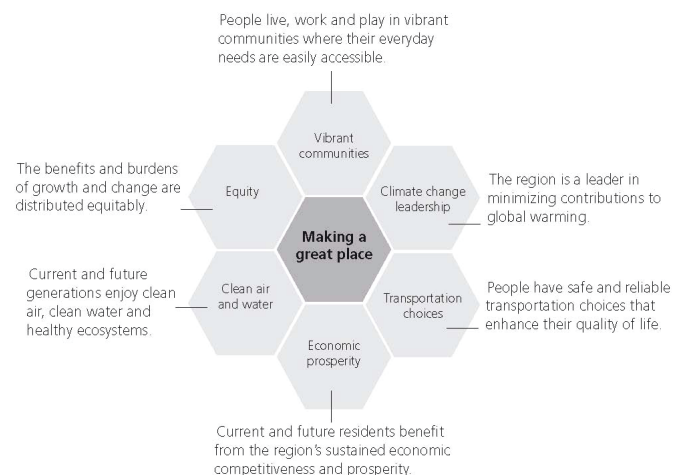 People live, work and play in vibrant
communities where their everyday
needs are easily accessible.
Vibrant
communities
The benefits and burdens
of growth and change are
distributed equitably.
Equity
Climate change
leadership
The region is a leader in
minimizing contributions to
global warming.
Making a
great place
Current and future
generations enjoy clean
air, clean water and
healthy ecosystems.
Clean air
and water
Transportation
choices
People have safe and reliable
transportation choices that
enhance their quality of life.
Economic
prosperity
Current and future residents benefit
from the region's sustained economic
competitiveness and prosperity.